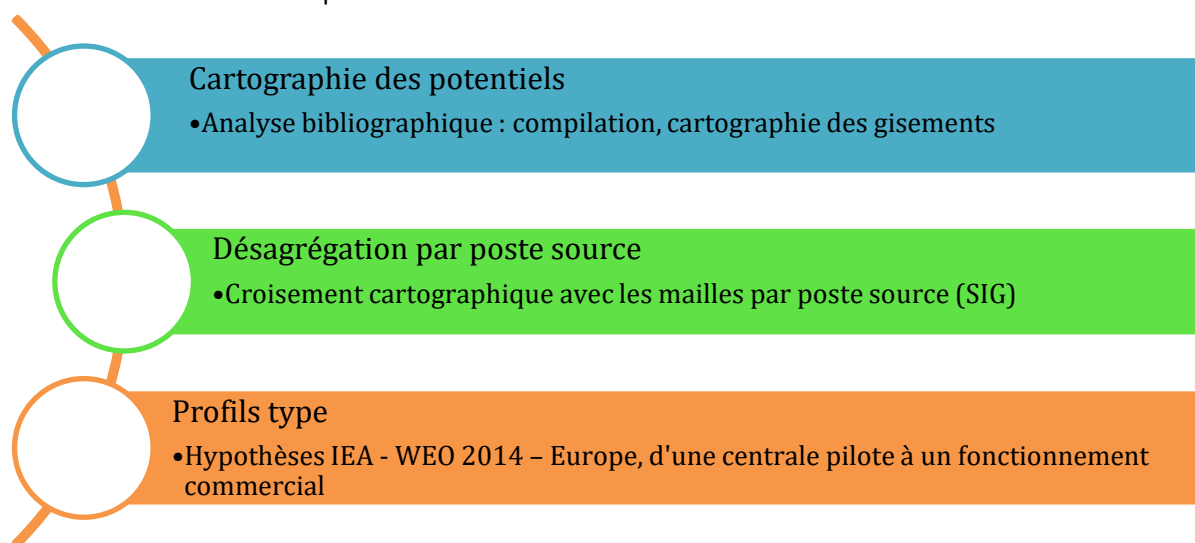 Cartographie des potentiels
•Analyse bibliographique : compilation, cartographie des gisements
Désagrégation par poste source
•Croisement cartographique avec les mailles par poste source (SIG)
Profils type
•Hypothèses IEA - WEO 2014 – Europe, d'une centrale pilote à un fonctionnement
commercial